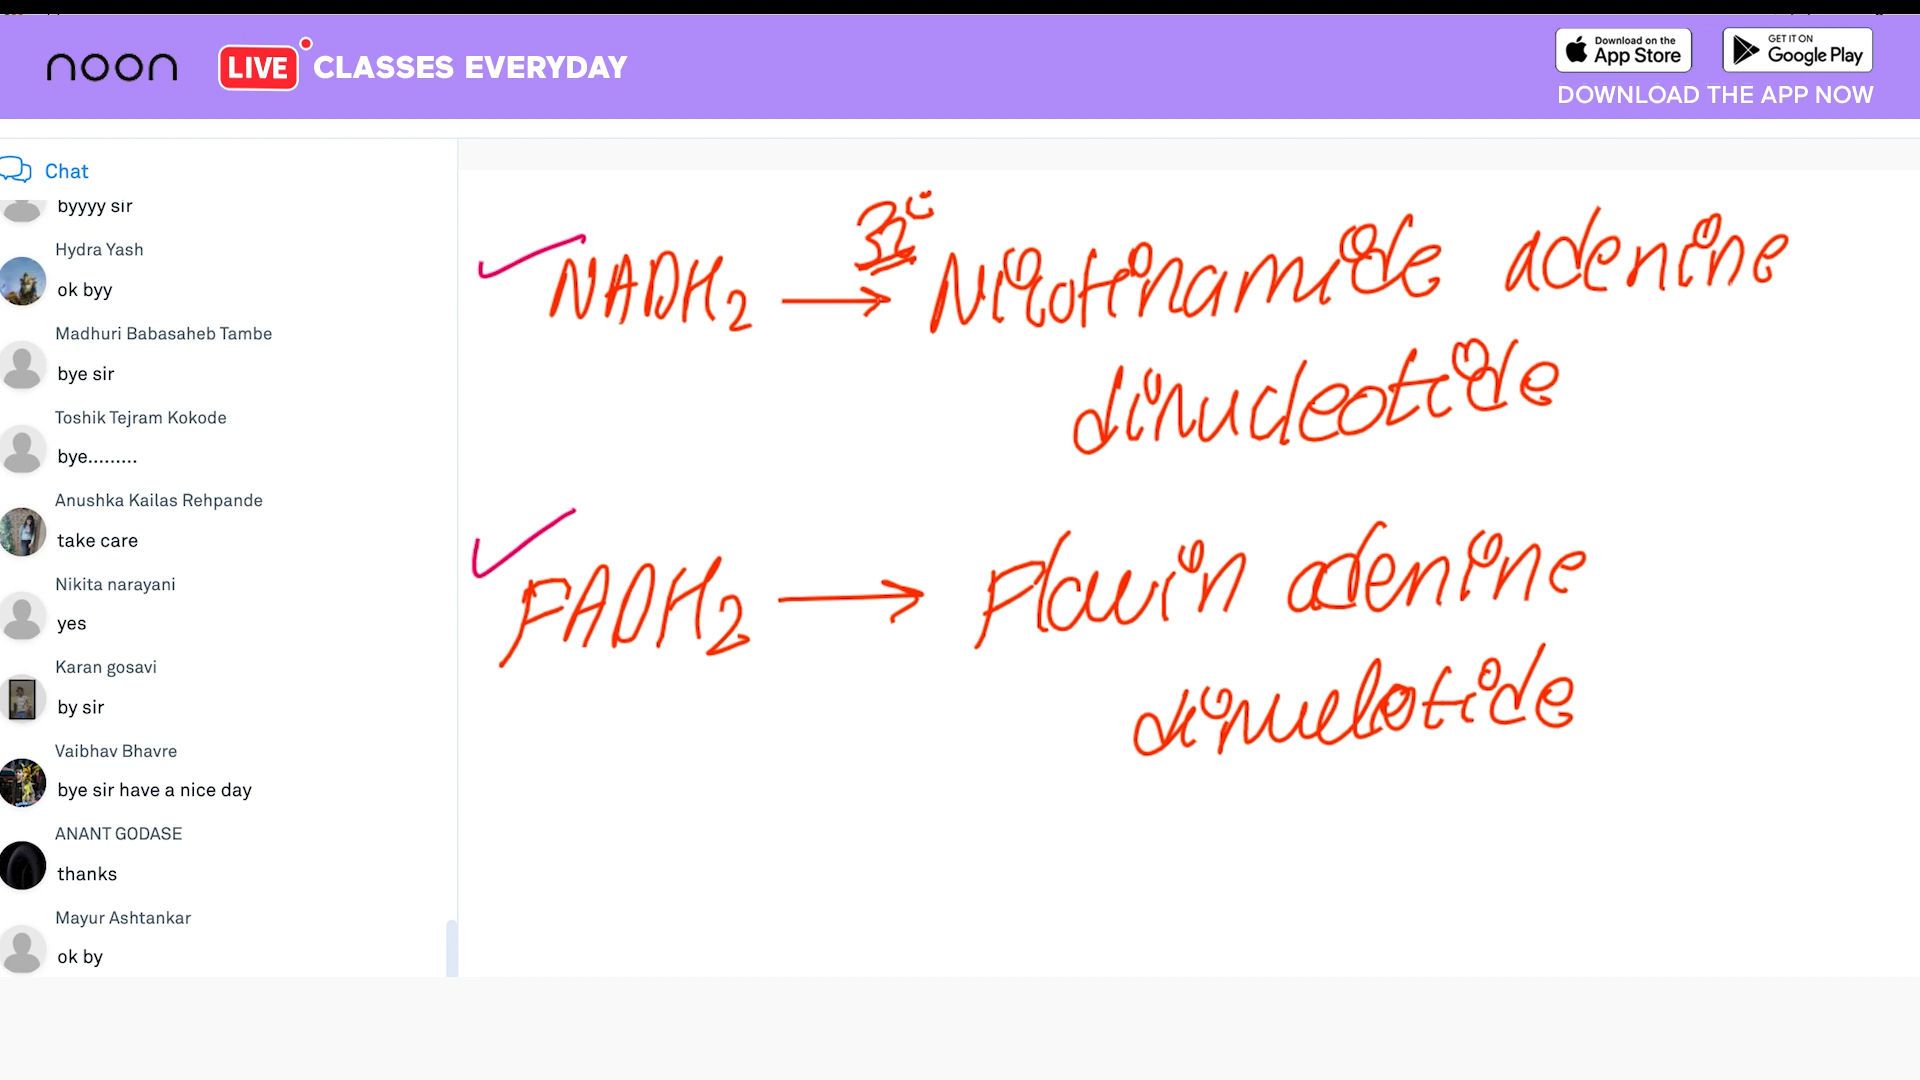 noon LIVE CLASSES EVERYDAY
Download on the App Store
GET IT ON Google Play
DOWNLOAD THE APP NOW
Chat
byyyy sir
Hydra Yash
ok byy
Madhuri Babasaheb Tambe
bye sir
Toshik Tejram Kokode
bye.........
Anushka Kailas Rehpande
take care
Nikita narayani
yes
Karan gosavi
by sir
Vaibhav Bhavre
bye sir have a nice day
ANANT GODASE
thanks
Mayur Ashtankar
ok by
NADH2 → Nicotinamide adenine
dinucleotide
FADH2 → Flavin adenine
dinuelotide